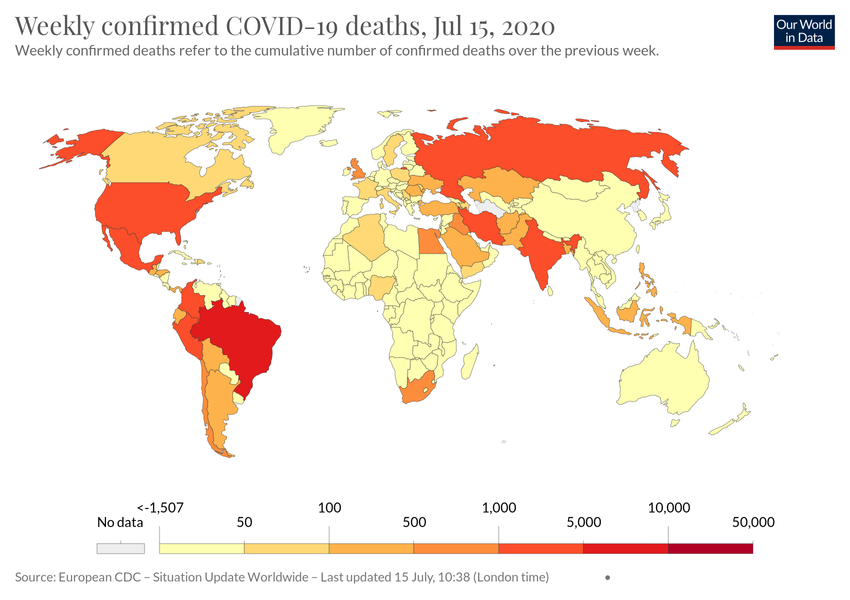 Weekly confirmed COVID-19 deaths, Jul 15, 2020
Weekly confirmed deaths refer to the cumulative number of confirmed deaths over the previous week.
Our World
in Data
<-1,507 100 1,000 10,000
No data 50 500 5,000 50,000
Source: European CDC – Situation Update Worldwide – Last updated 15 July, 10:38 (London time) •